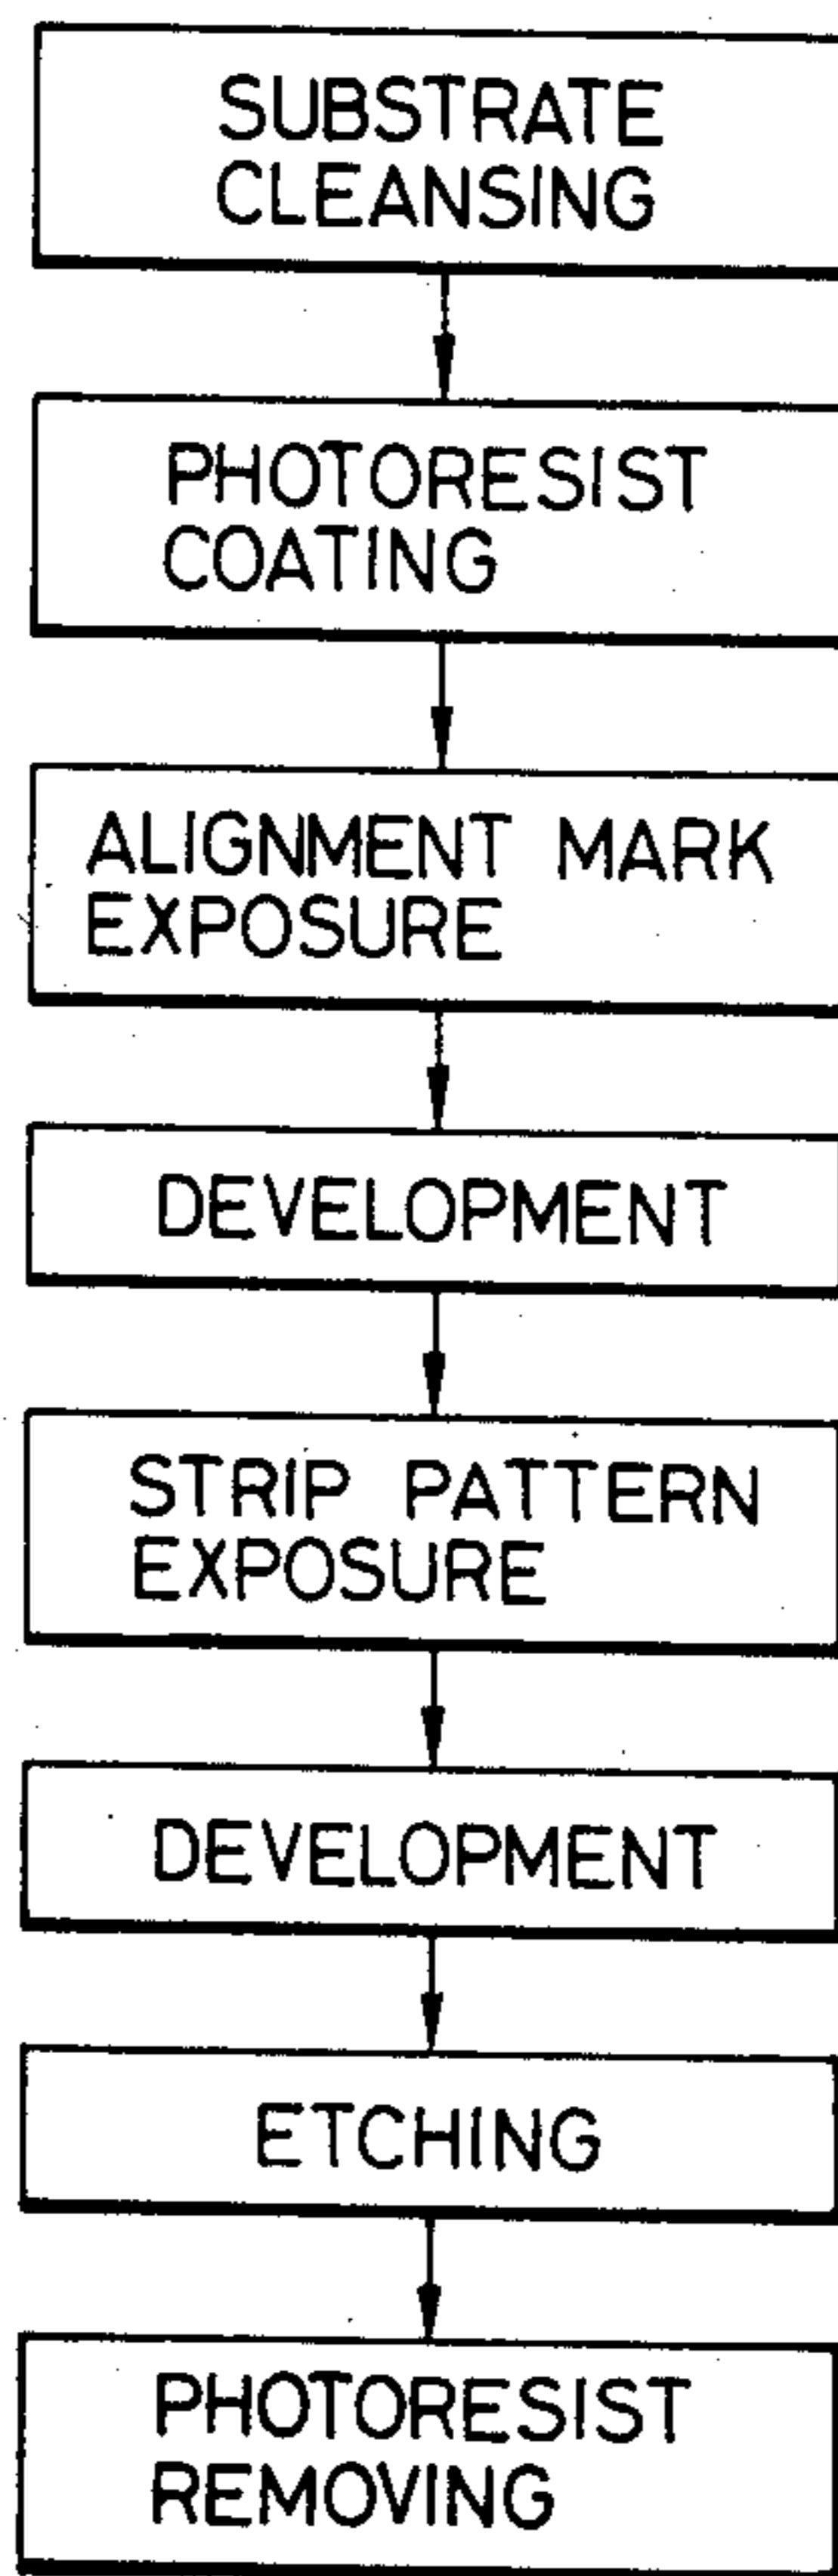 SUBSTRATE
CLEANSING
PHOTORESIST
COATING
ALIGNMENT MARK
EXPOSURE
DEVELOPMENT
STRIP PATTERN
EXPOSURE
DEVELOPMENT
ETCHING
PHOTORESIST
REMOVING